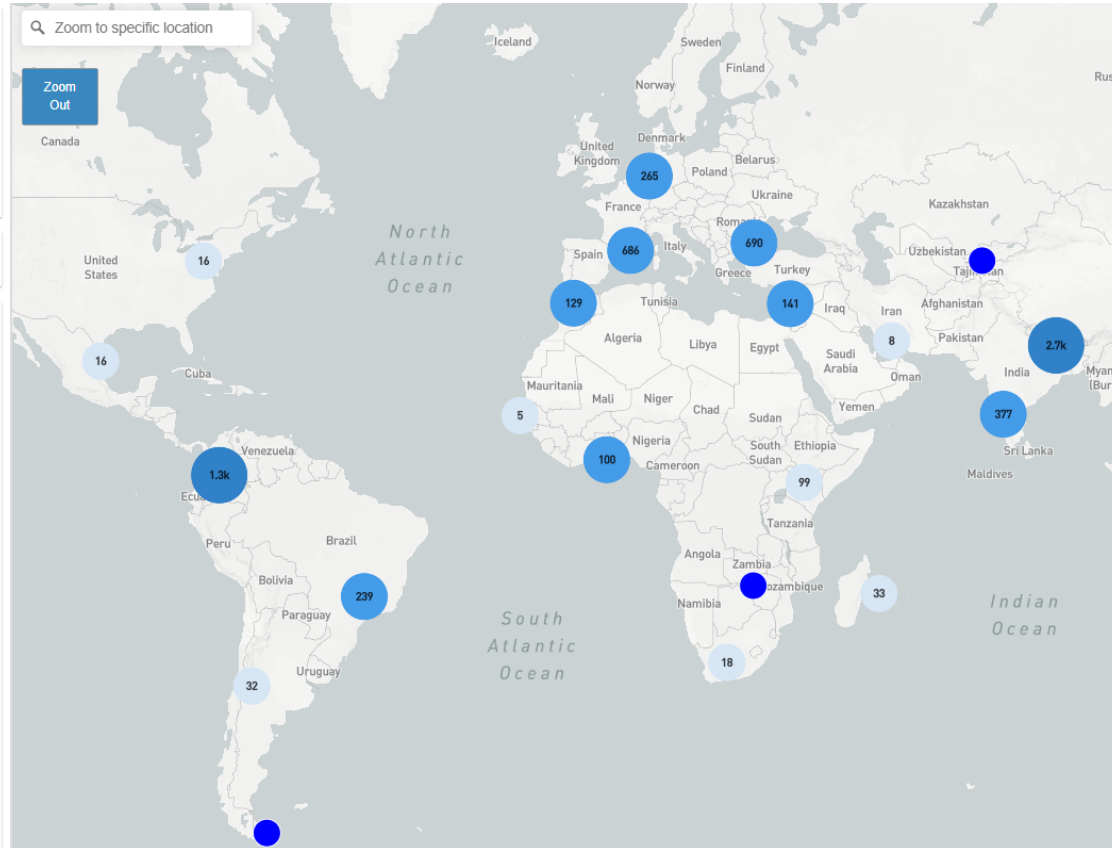 Zoom to specific location
Zoom
Out
Iceland
Sweden
Finland
Norway
Rus
Canada
Denmark
United
Kingdom
Belarus
Poland
265
Ukraine
France
Kazakhstan
North
Atlantic
Ocean
690
686
Italy
Spain
Uzbekistan
United
States
16
Greece
Turkey
129
141
Tunisia
Iraq
Iran
Afghanistan
Pakistan
Algeria
Libya
Egypt
8
2.7k
16
Cuba
Saudi
Arabia
Oman
India
Myan
(Bur
Mauritania
Mali
Niger
Chad
Sudan
Yemen
5
377
Nigeria
South
Sudan
Ethiopia
Venezuela
100
Cameroon
Sri Lanka
Maldives
1.3k
99
Ecua
Tanzania
Peru
Brazil
Angola
Zambia
Bolivia
239
Namibia
33
Paraguay
Indian
Ocean
South
Atlantic
Ocean
18
Uruguay
32